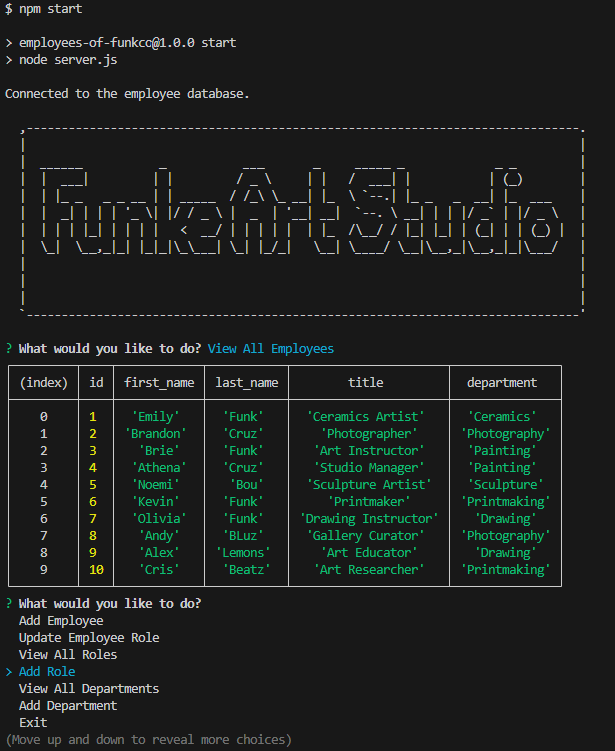 $ npm start
> employees-of-funkcc@1.0.0 start
> node server.js
Connected to the employee database.
Funke Art Studio
? What would you like to do? View All Employees
(index) id first_name last_name title department
0 1 'Emily' 'Funk' 'Ceramics Artist' 'Ceramics'
1 2 'Brandon' 'Cruz' 'Photographer' 'Photography'
2 3 'Brie' 'Funk' 'Art Instructor' 'Painting'
3 4 'Athena' 'Cruz' 'Studio Manager' 'Painting'
4 5 'Noemi' 'Bou' 'Sculpture Artist' 'Sculpture'
5 6 'Kevin' 'Funk' 'Printmaker' 'Printmaking'
6 7 'Olivia' 'Funk' 'Drawing Instructor' 'Drawing'
7 8 'Andy' 'BLuz' 'Gallery Curator' 'Photography'
8 9 'Alex' 'Lemons' 'Art Educator' 'Drawing'
9 10 'Cris' 'Beatz' 'Art Researcher' 'Printmaking'
? What would you like to do?
Add Employee
Update Employee Role
View All Roles
> Add Role
View All Departments
Add Department
Exit
(Move up and down to reveal more choices)